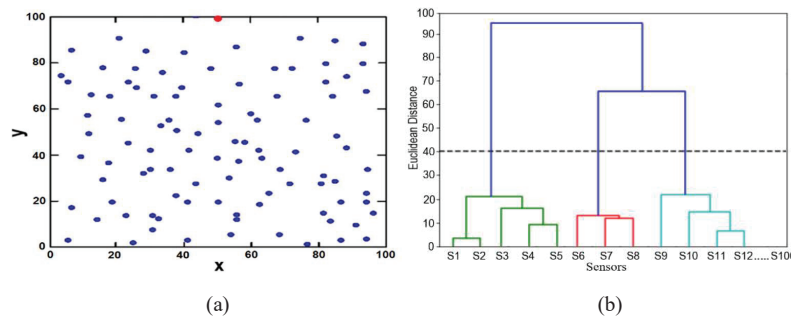 100
80
60
40
20
0
y
0 20 40 60 80 100
x
(a)
100
90
80
70
60
50
40
30
20
10
0
Euclidean Distance
S1 S2 S3 S4 S5 S6 S7 S8 S9 S10 S11 S12..... S100
Sensors
(b)